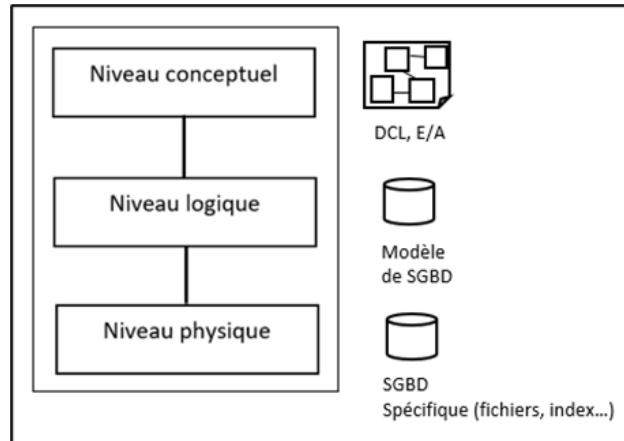 Niveau conceptuel
DCL, E/A
Niveau logique
Modèle
de SGBD
Niveau physique
SGBD
Spécifique (fichiers, index...)